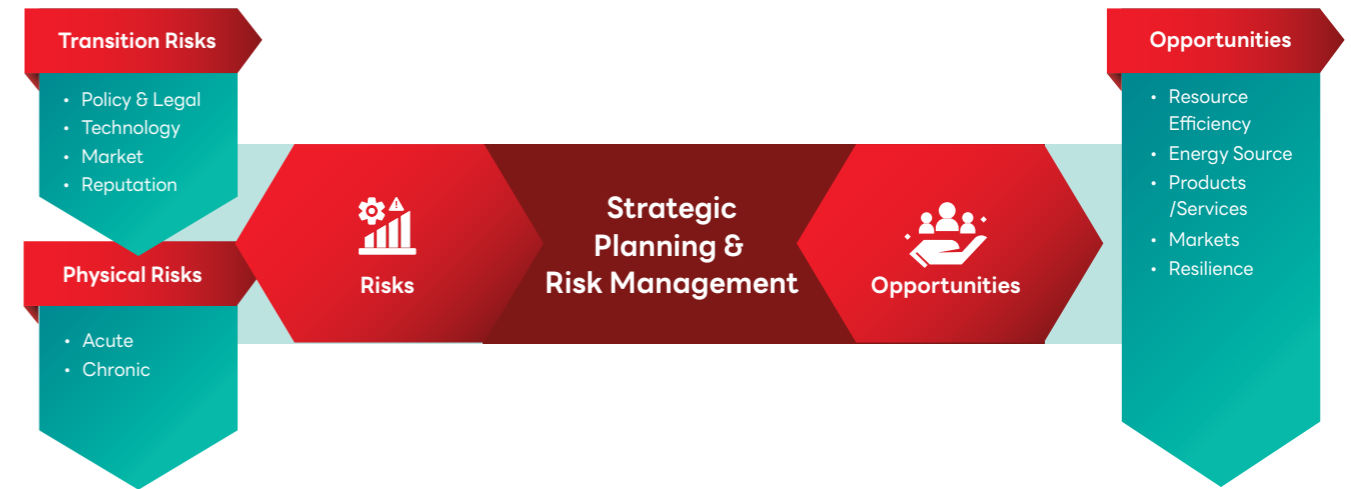 Transition Risks
• Policy & Legal
• Technology
• Market
• Reputation
Physical Risks
• Acute
• Chronic
Risks
Strategic
Planning &
Risk Management
Opportunities
Opportunities
• Resource
Efficiency
• Energy Source
• Products
/Services
• Markets
• Resilience